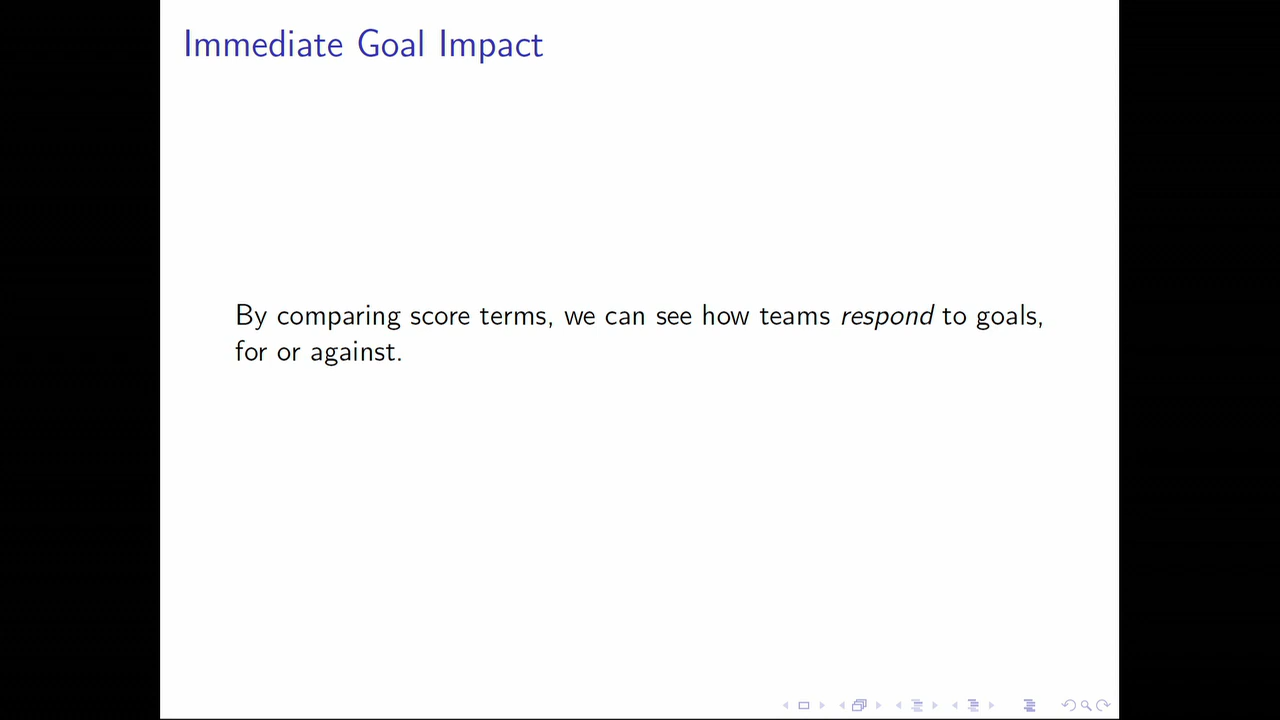 Immediate Goal Impact
By comparing score terms, we can see how teams respond to goals,
for or against.